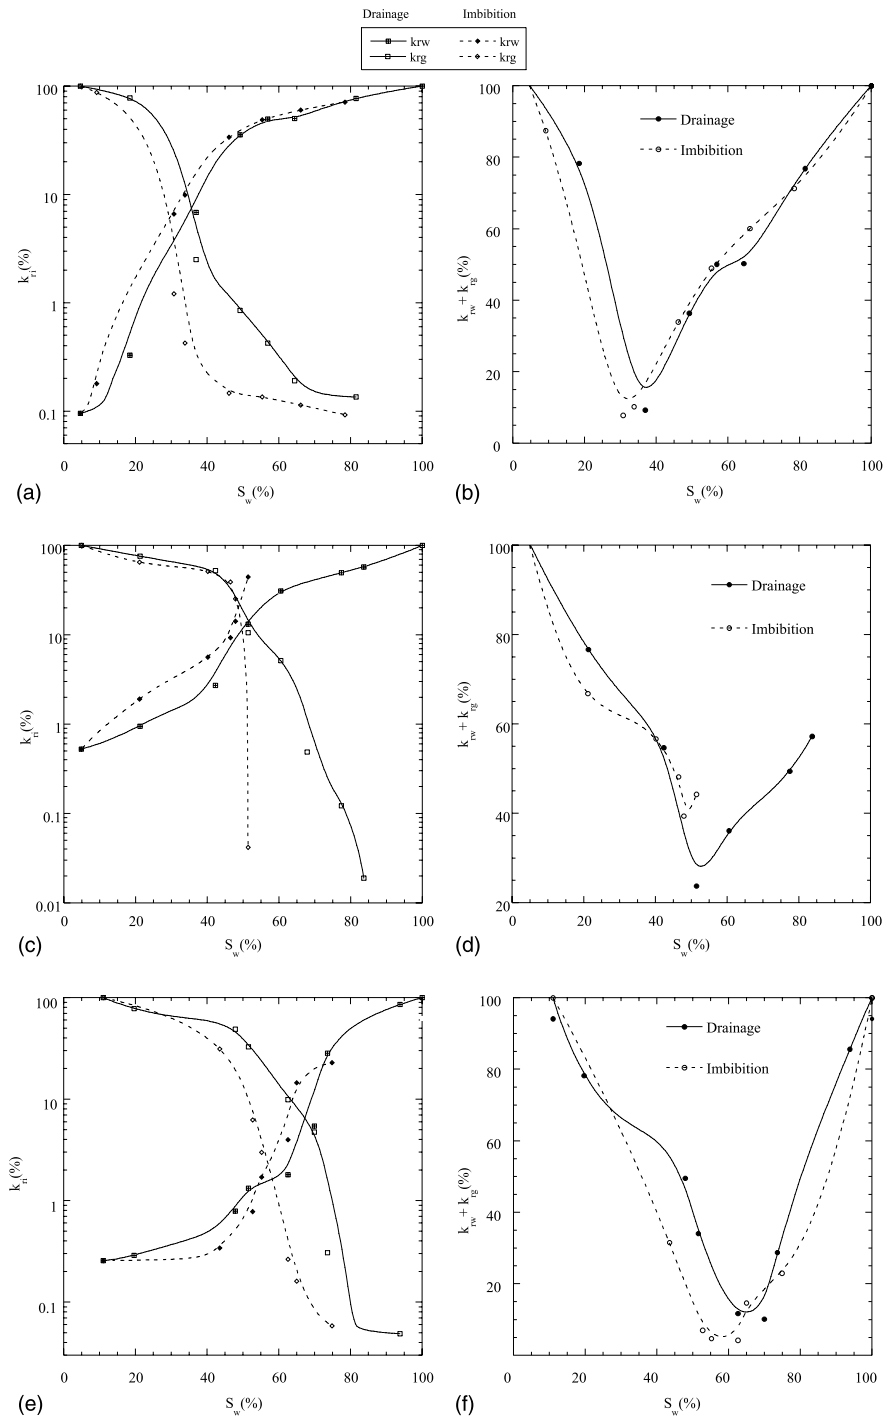 Drainage Imbibition
krw krw
krg krg
100
10
1
0.1
k_ri(%)
0 20 40 60 80 100
S_w(%)
(a)
100
80
60
40
20
0
k_rw + k_rg(%)
Drainage
Imbibition
0 20 40 60 80 100
S_w(%)
(b)
100
10
1
0.1
0.01
k_ri(%)
0 20 40 60 80 100
S_w(%)
(c)
100
80
60
40
20
k_rw + k_rg(%)
Drainage
Imbibition
0 20 40 60 80 100
S_w(%)
(d)
100
10
1
0.1
k_ri(%)
0 20 40 60 80 100
S_w(%)
(e)
100
80
60
40
20
k_rw + k_rg(%)
Drainage
Imbibition
0 20 40 60 80 100
S_w(%)
(f)